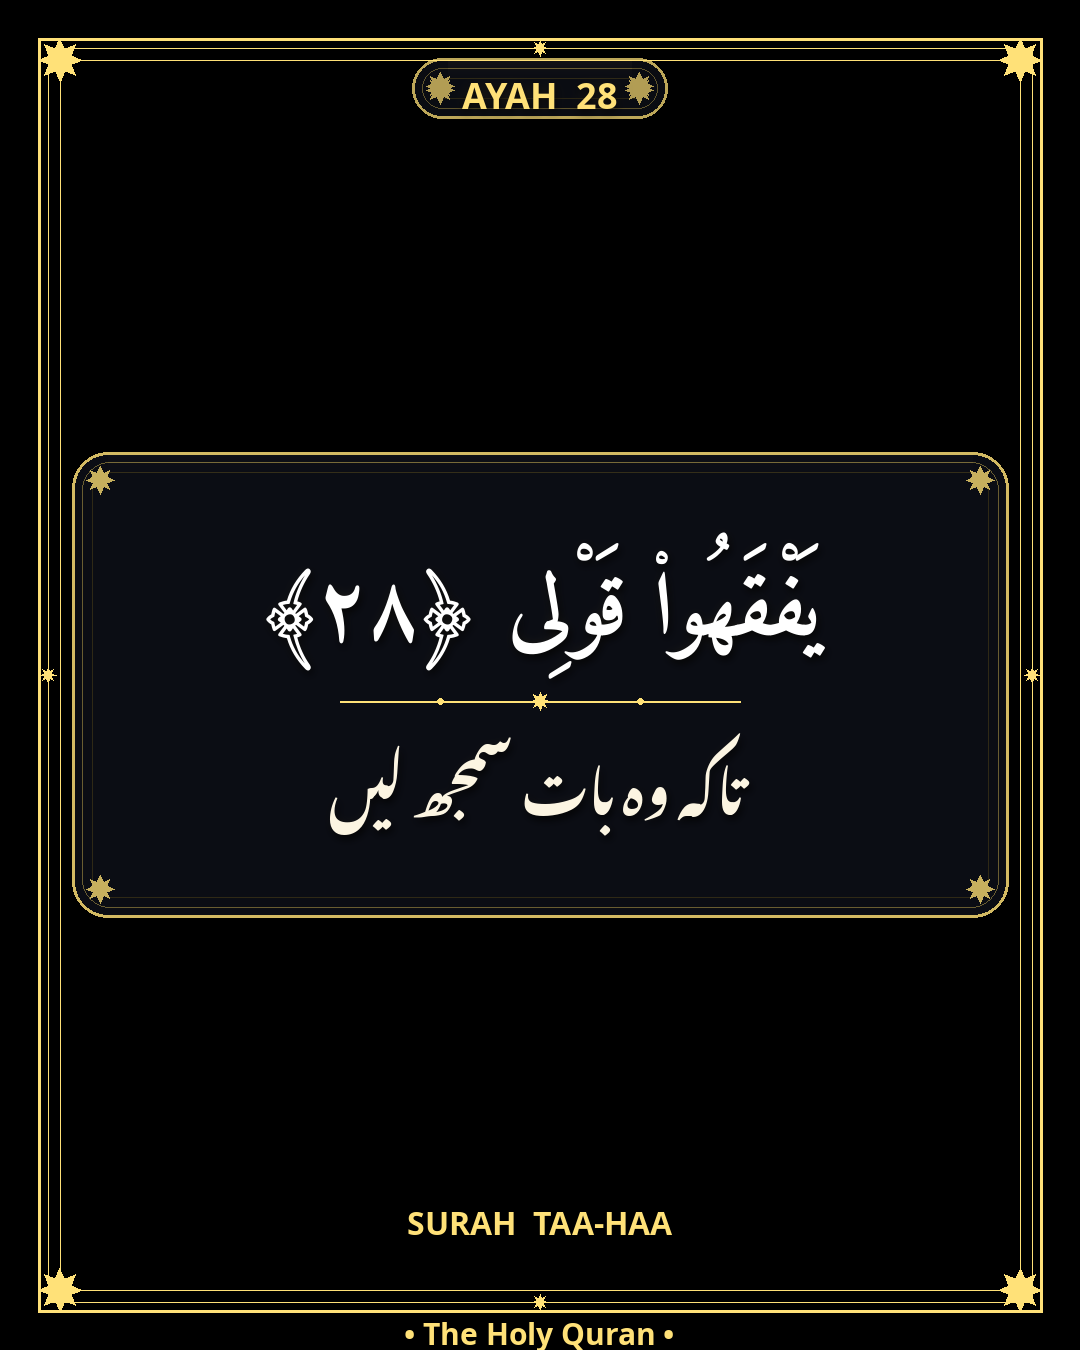 AYAH 28
يَفْقَهُوا۟ قَوْلِى ﴿٢٨﴾
تاکہ وہ بات سمجھ لیں
SURAH TAA-HAA
• The Holy Quran •